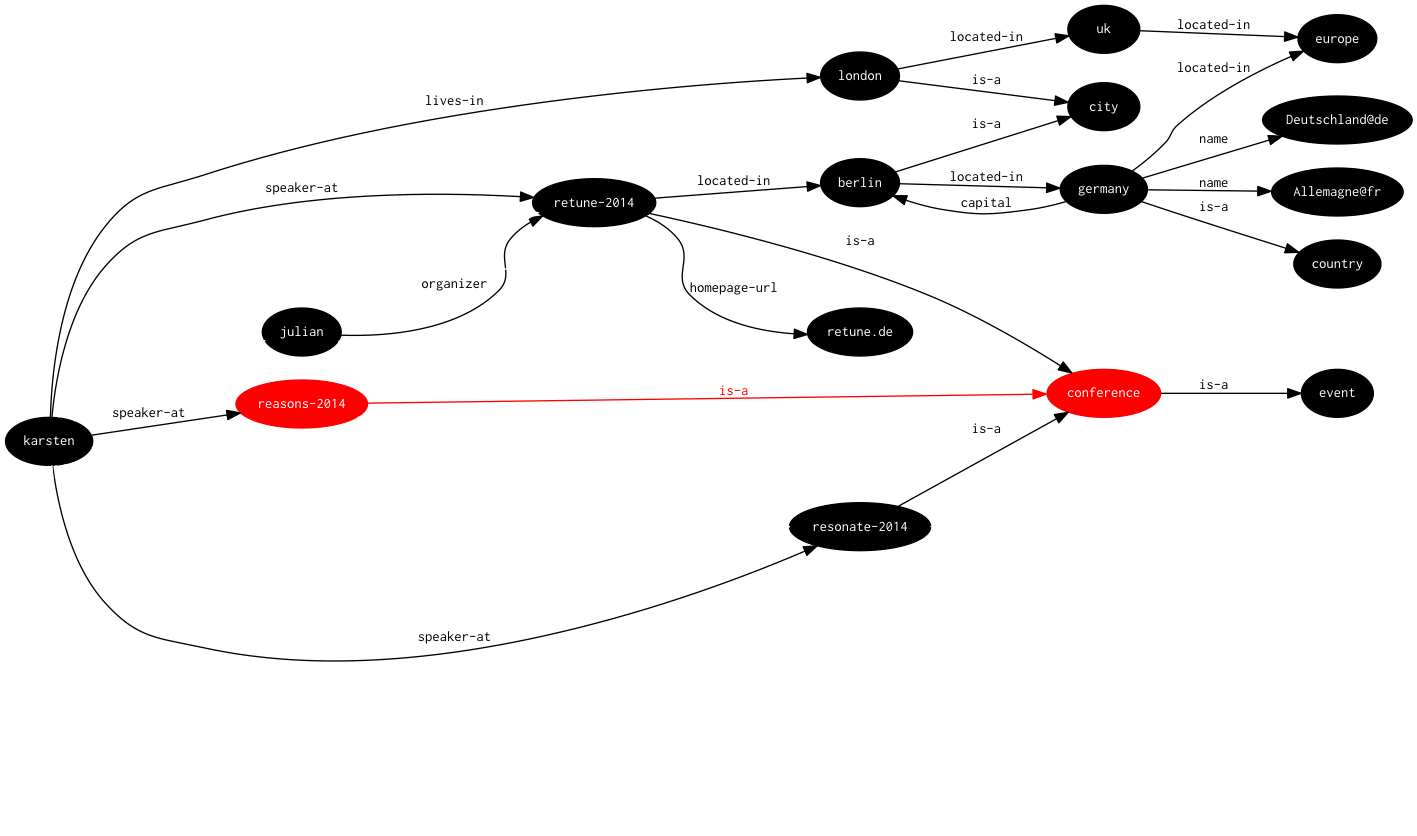 uk
located-in
located-in
europe
located-in
london
is-a
lives-in
city
Deutschland@de
is-a
name
located-in
berlin
located-in
germany
name
Allemagne@fr
speaker-at
retune-2014
capital
is-a
is-a
country
organizer
homepage-url
julian
retune.de
is-a
reasons-2014
conference
is-a
event
speaker-at
karsten
is-a
resonate-2014
speaker-at